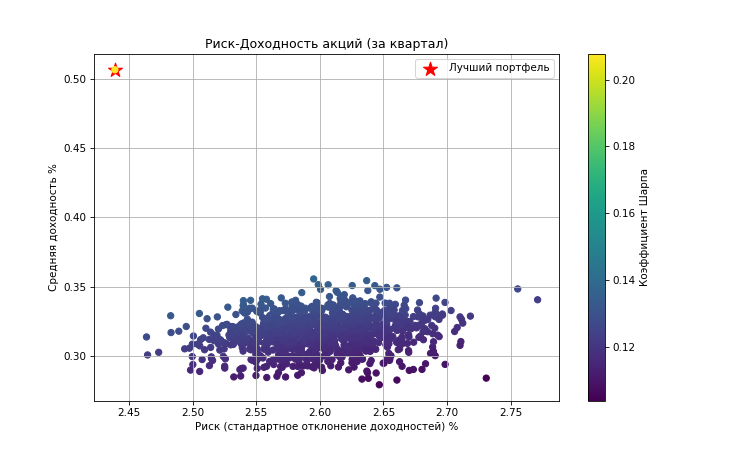 Риск-Доходность акций (за квартал)
Лучший портфель
0.50
0.45
0.40
0.35
0.30
Средняя доходность %
2.45 2.50 2.55 2.60 2.65 2.70 2.75
Риск (стандартное отклонение доходностей) %
0.20
0.18
0.16
0.14
0.12
Коэффициент Шарпа